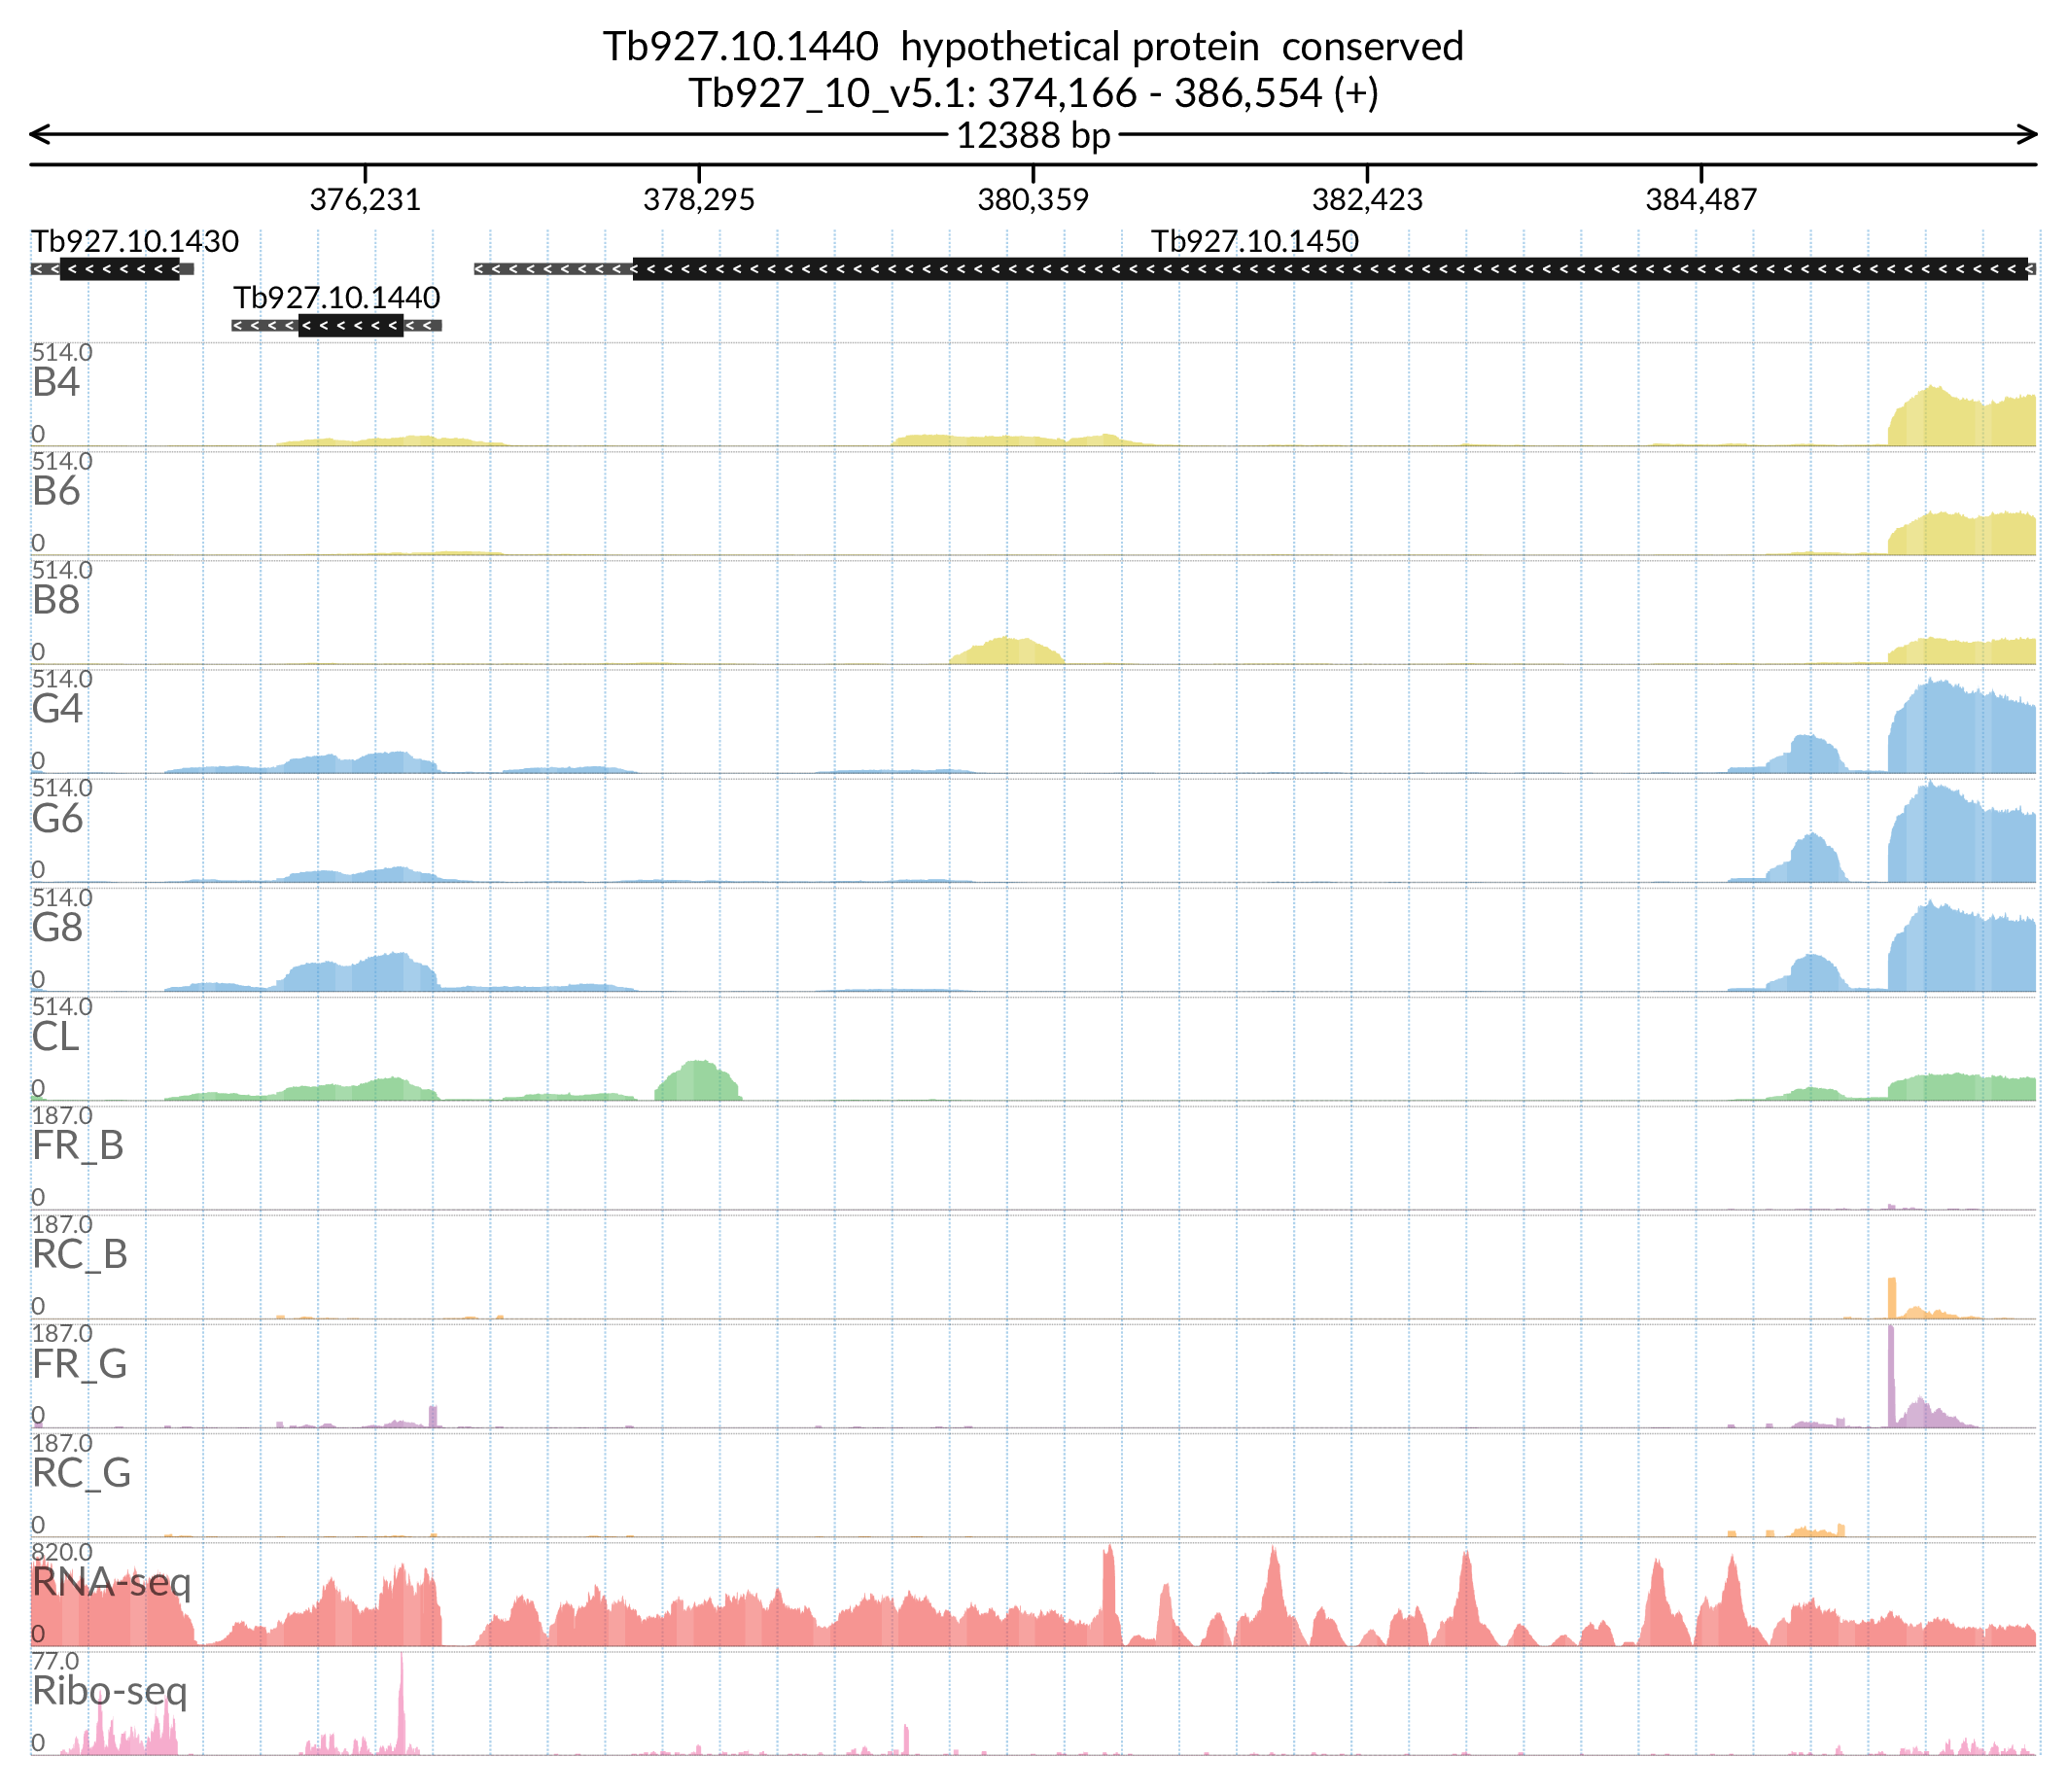 Tb927.10.1440  hypothetical protein  conserved
Tb927_10_v5.1: 374,166 - 386,554 (+)
12388 bp
376,231 378,295 380,359 382,423 384,487
Tb927.10.1430 Tb927.10.1450
Tb927.10.1440
514.0
B4
0
514.0
B6
0
514.0
B8
0
514.0
G4
0
514.0
G6
0
514.0
G8
0
514.0
CL
0
187.0
FR_B
0
187.0
RC_B
0
187.0
FR_G
0
187.0
RC_G
0
820.0
RNA-seq
0
77.0
Ribo-seq
0